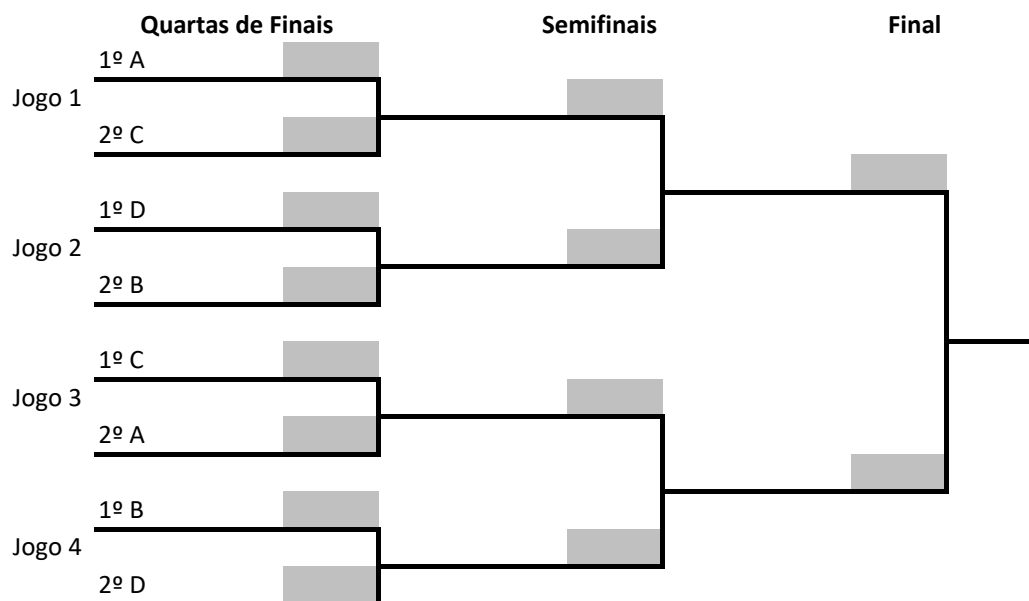 Quartas de Finais
Semifinais
Final
1º A
Jogo 1
2º C
1º D
Jogo 2
2º B
1º C
Jogo 3
2º A
1º B
Jogo 4
2º D